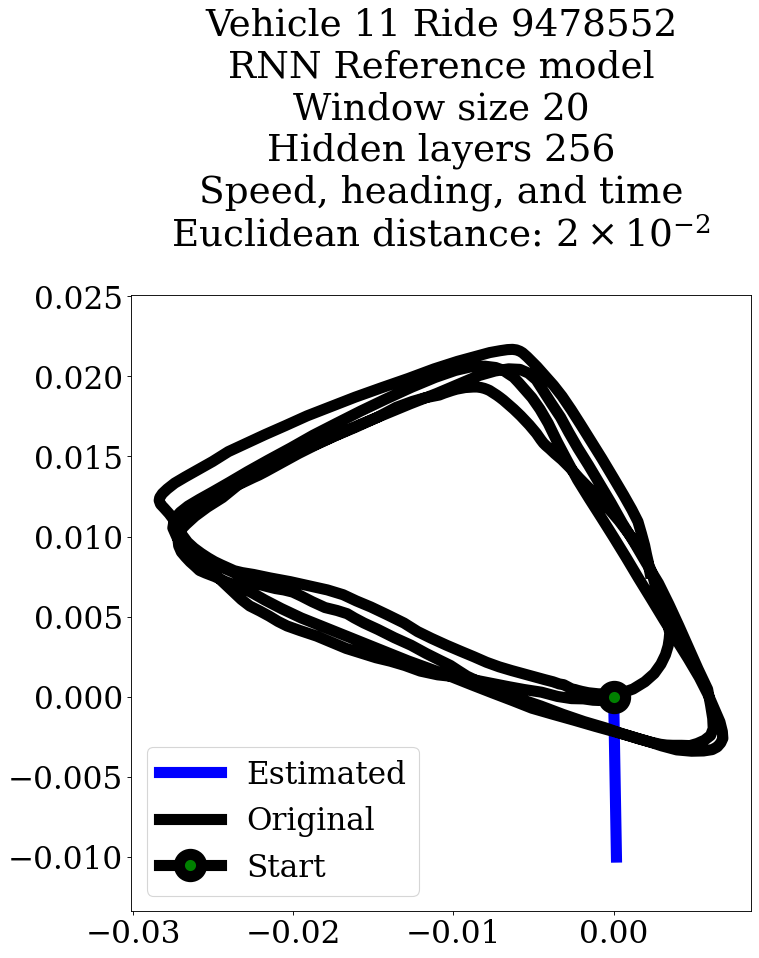 Vehicle 11 Ride 9478552
RNN Reference model
Window size 20
Hidden layers 256
Speed, heading, and time
Euclidean distance: 2 × 10⁻²
0.025
0.020
0.015
0.010
0.005
0.000
−0.005
−0.010
Estimated
Original
Start
−0.03 −0.02 −0.01 0.00